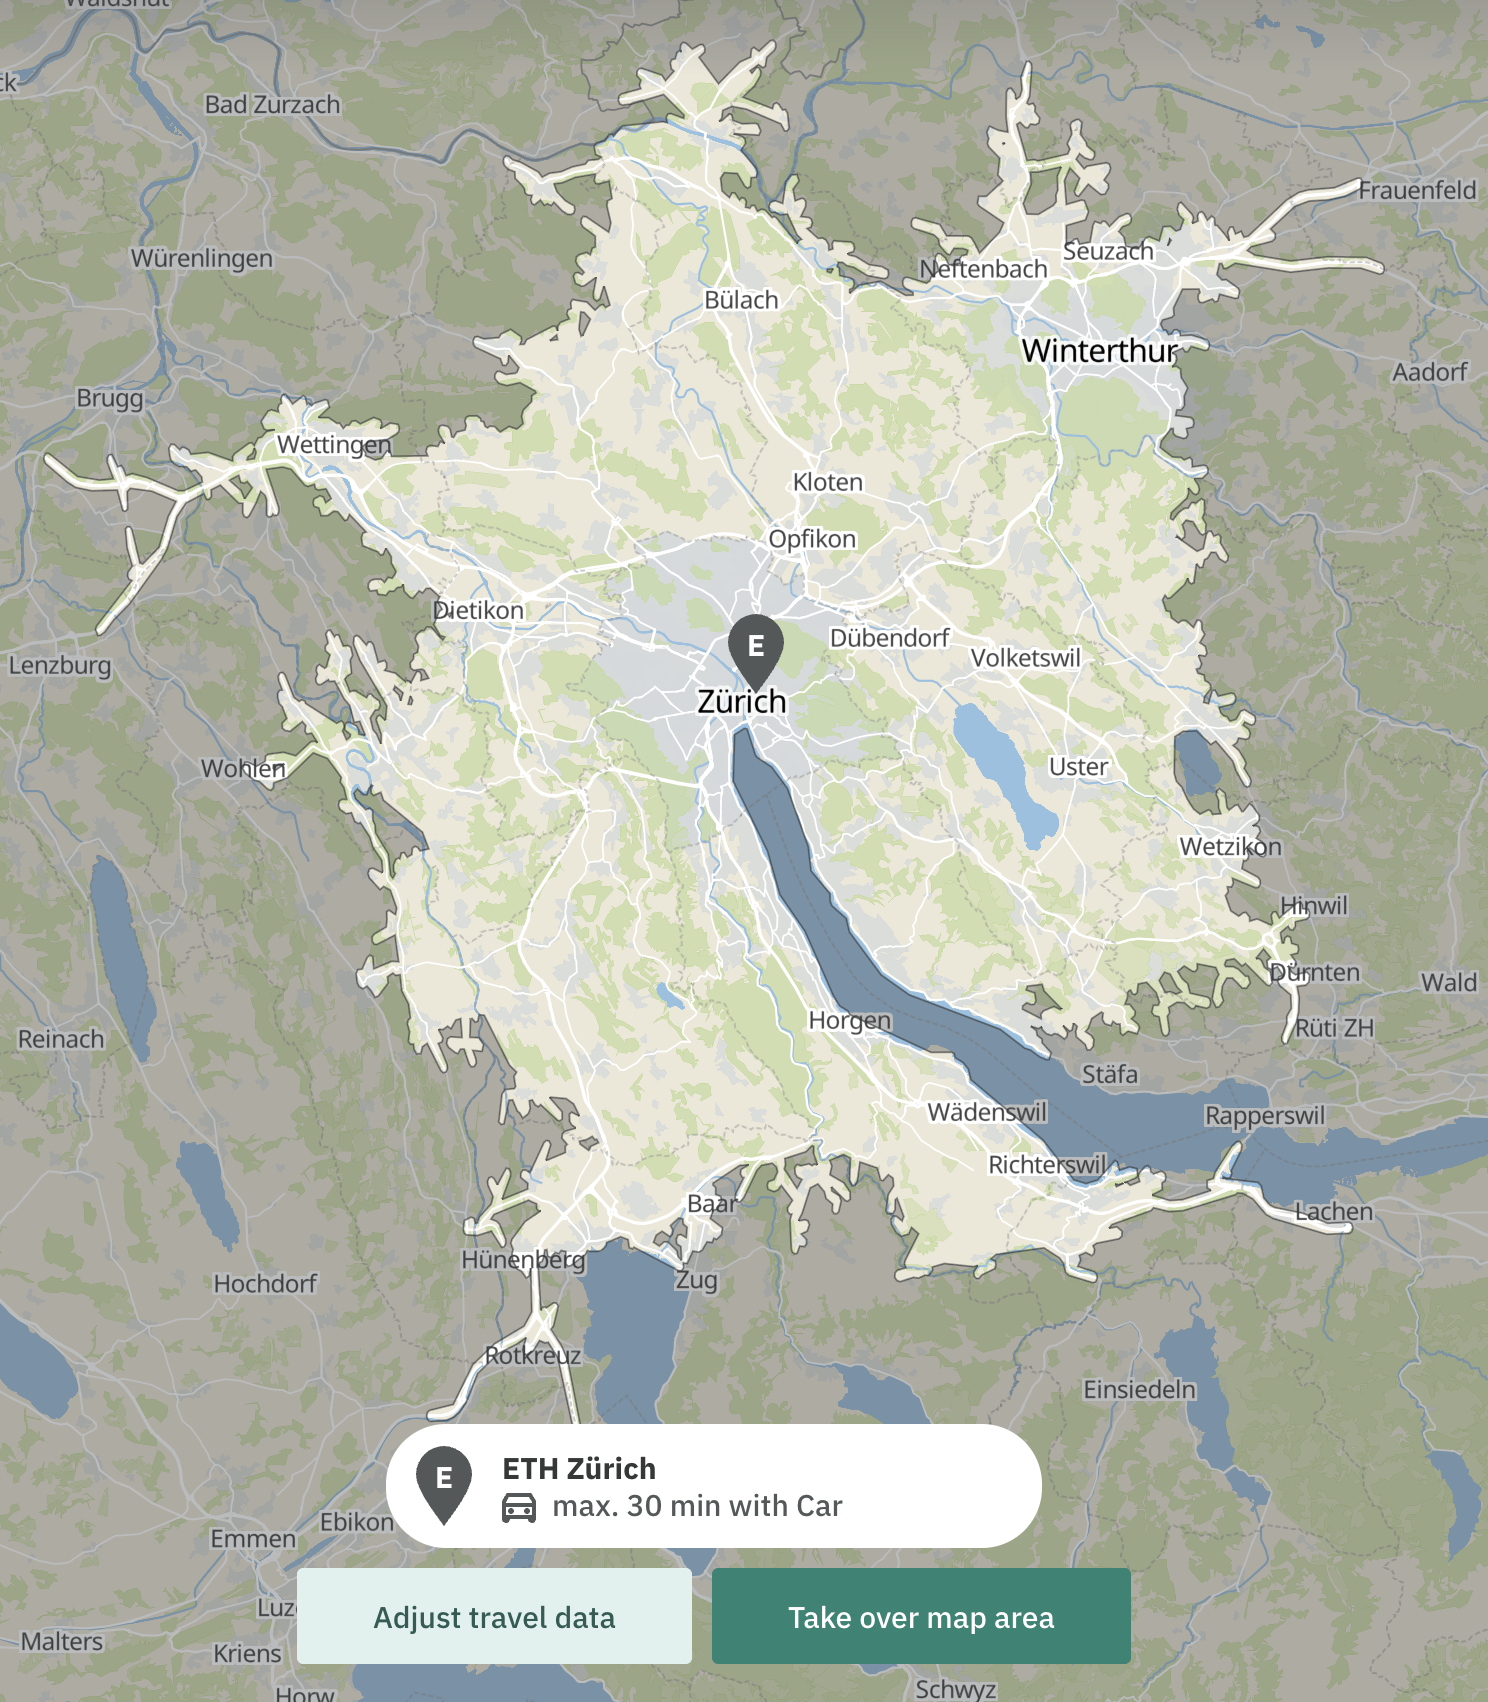 Bad Zurzach
Frauenfeld
Würenlingen
Seuzach
Neftenbach
Bülach
Winterthur
Aadorf
Brugg
Wettingen
Kloten
Opfikon
Dietikon
Dübendorf
E
Volketswil
Lenzburg
Zürich
Wohlen
Uster
Wetzikon
Hinwil
Dürnten
Wald
Horgen
Rüti ZH
Reinach
Stäfa
Wädenswil
Rapperswil
Richterswil
Baar
Lachen
Hünenberg
Zug
Hochdorf
Rotkreuz
Einsiedeln
E
ETH Zürich
max. 30 min with Car
Ebikon
Emmen
Luz
Adjust travel data
Take over map area
Malters
Kriens
Schwyz
Horw